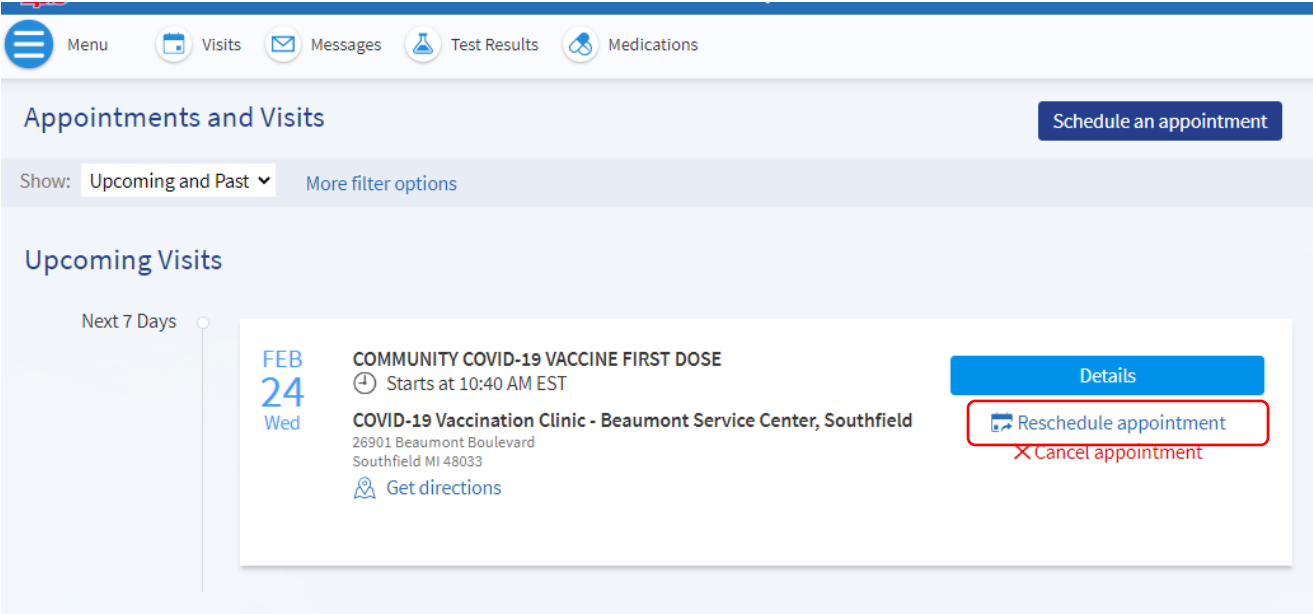 Menu Visits Messages Test Results Medications
Appointments and Visits
Schedule an appointment
Show: Upcoming and Past More filter options
Upcoming Visits
Next 7 Days
FEB
24
Wed
COMMUNITY COVID-19 VACCINE FIRST DOSE
Starts at 10:40 AM EST
COVID-19 Vaccination Clinic - Beaumont Service Center, Southfield
26901 Beaumont Boulevard
Southfield MI 48033
Get directions
Details
Reschedule appointment
Cancel appointment